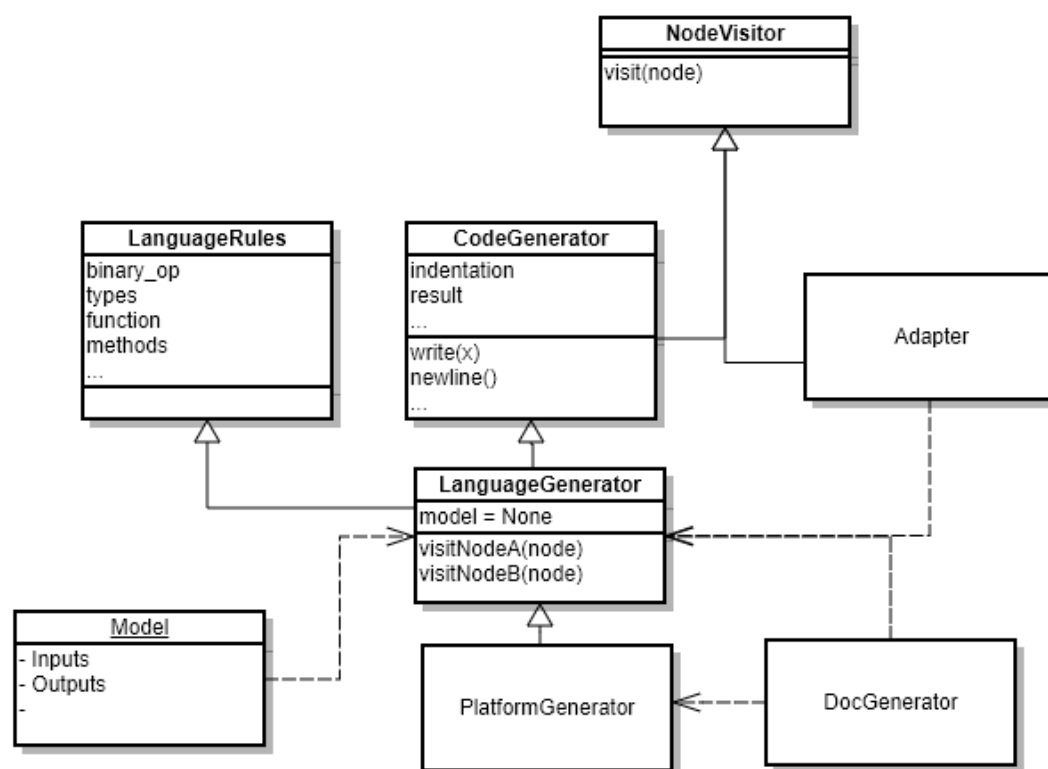 NodeVisitor
visit(node)
LanguageRules
binary_op
types
function
methods
...
CodeGenerator
indentation
result
...
write(x)
newline()
...
Adapter
LanguageGenerator
model = None
visitNodeA(node)
visitNodeB(node)
Model
- Inputs
- Outputs
-
PlatformGenerator
DocGenerator